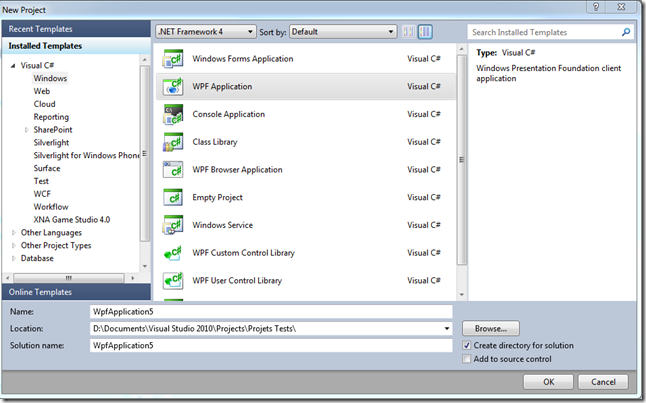 New Project
Recent Templates
Installed Templates
Visual C#
Windows
Web
Cloud
Reporting
SharePoint
Silverlight
Silverlight for Windows Phone
Surface
Test
WCF
Workflow
XNA Game Studio 4.0
Other Languages
Other Project Types
Database
Online Templates
.NET Framework 4 Sort by: Default
Windows Forms Application Visual C#
WPF Application Visual C#
Console Application Visual C#
Class Library Visual C#
WPF Browser Application Visual C#
Empty Project Visual C#
Windows Service Visual C#
WPF Custom Control Library Visual C#
WPF User Control Library Visual C#
Search Installed Templates
Type: Visual C#
Windows Presentation Foundation client
application
Name: WpfApplication5
Location: D:\Documents\Visual Studio 2010\Projects\Projets Tests\
Browse...
Solution name: WpfApplication5
Create directory for solution
Add to source control
OK Cancel